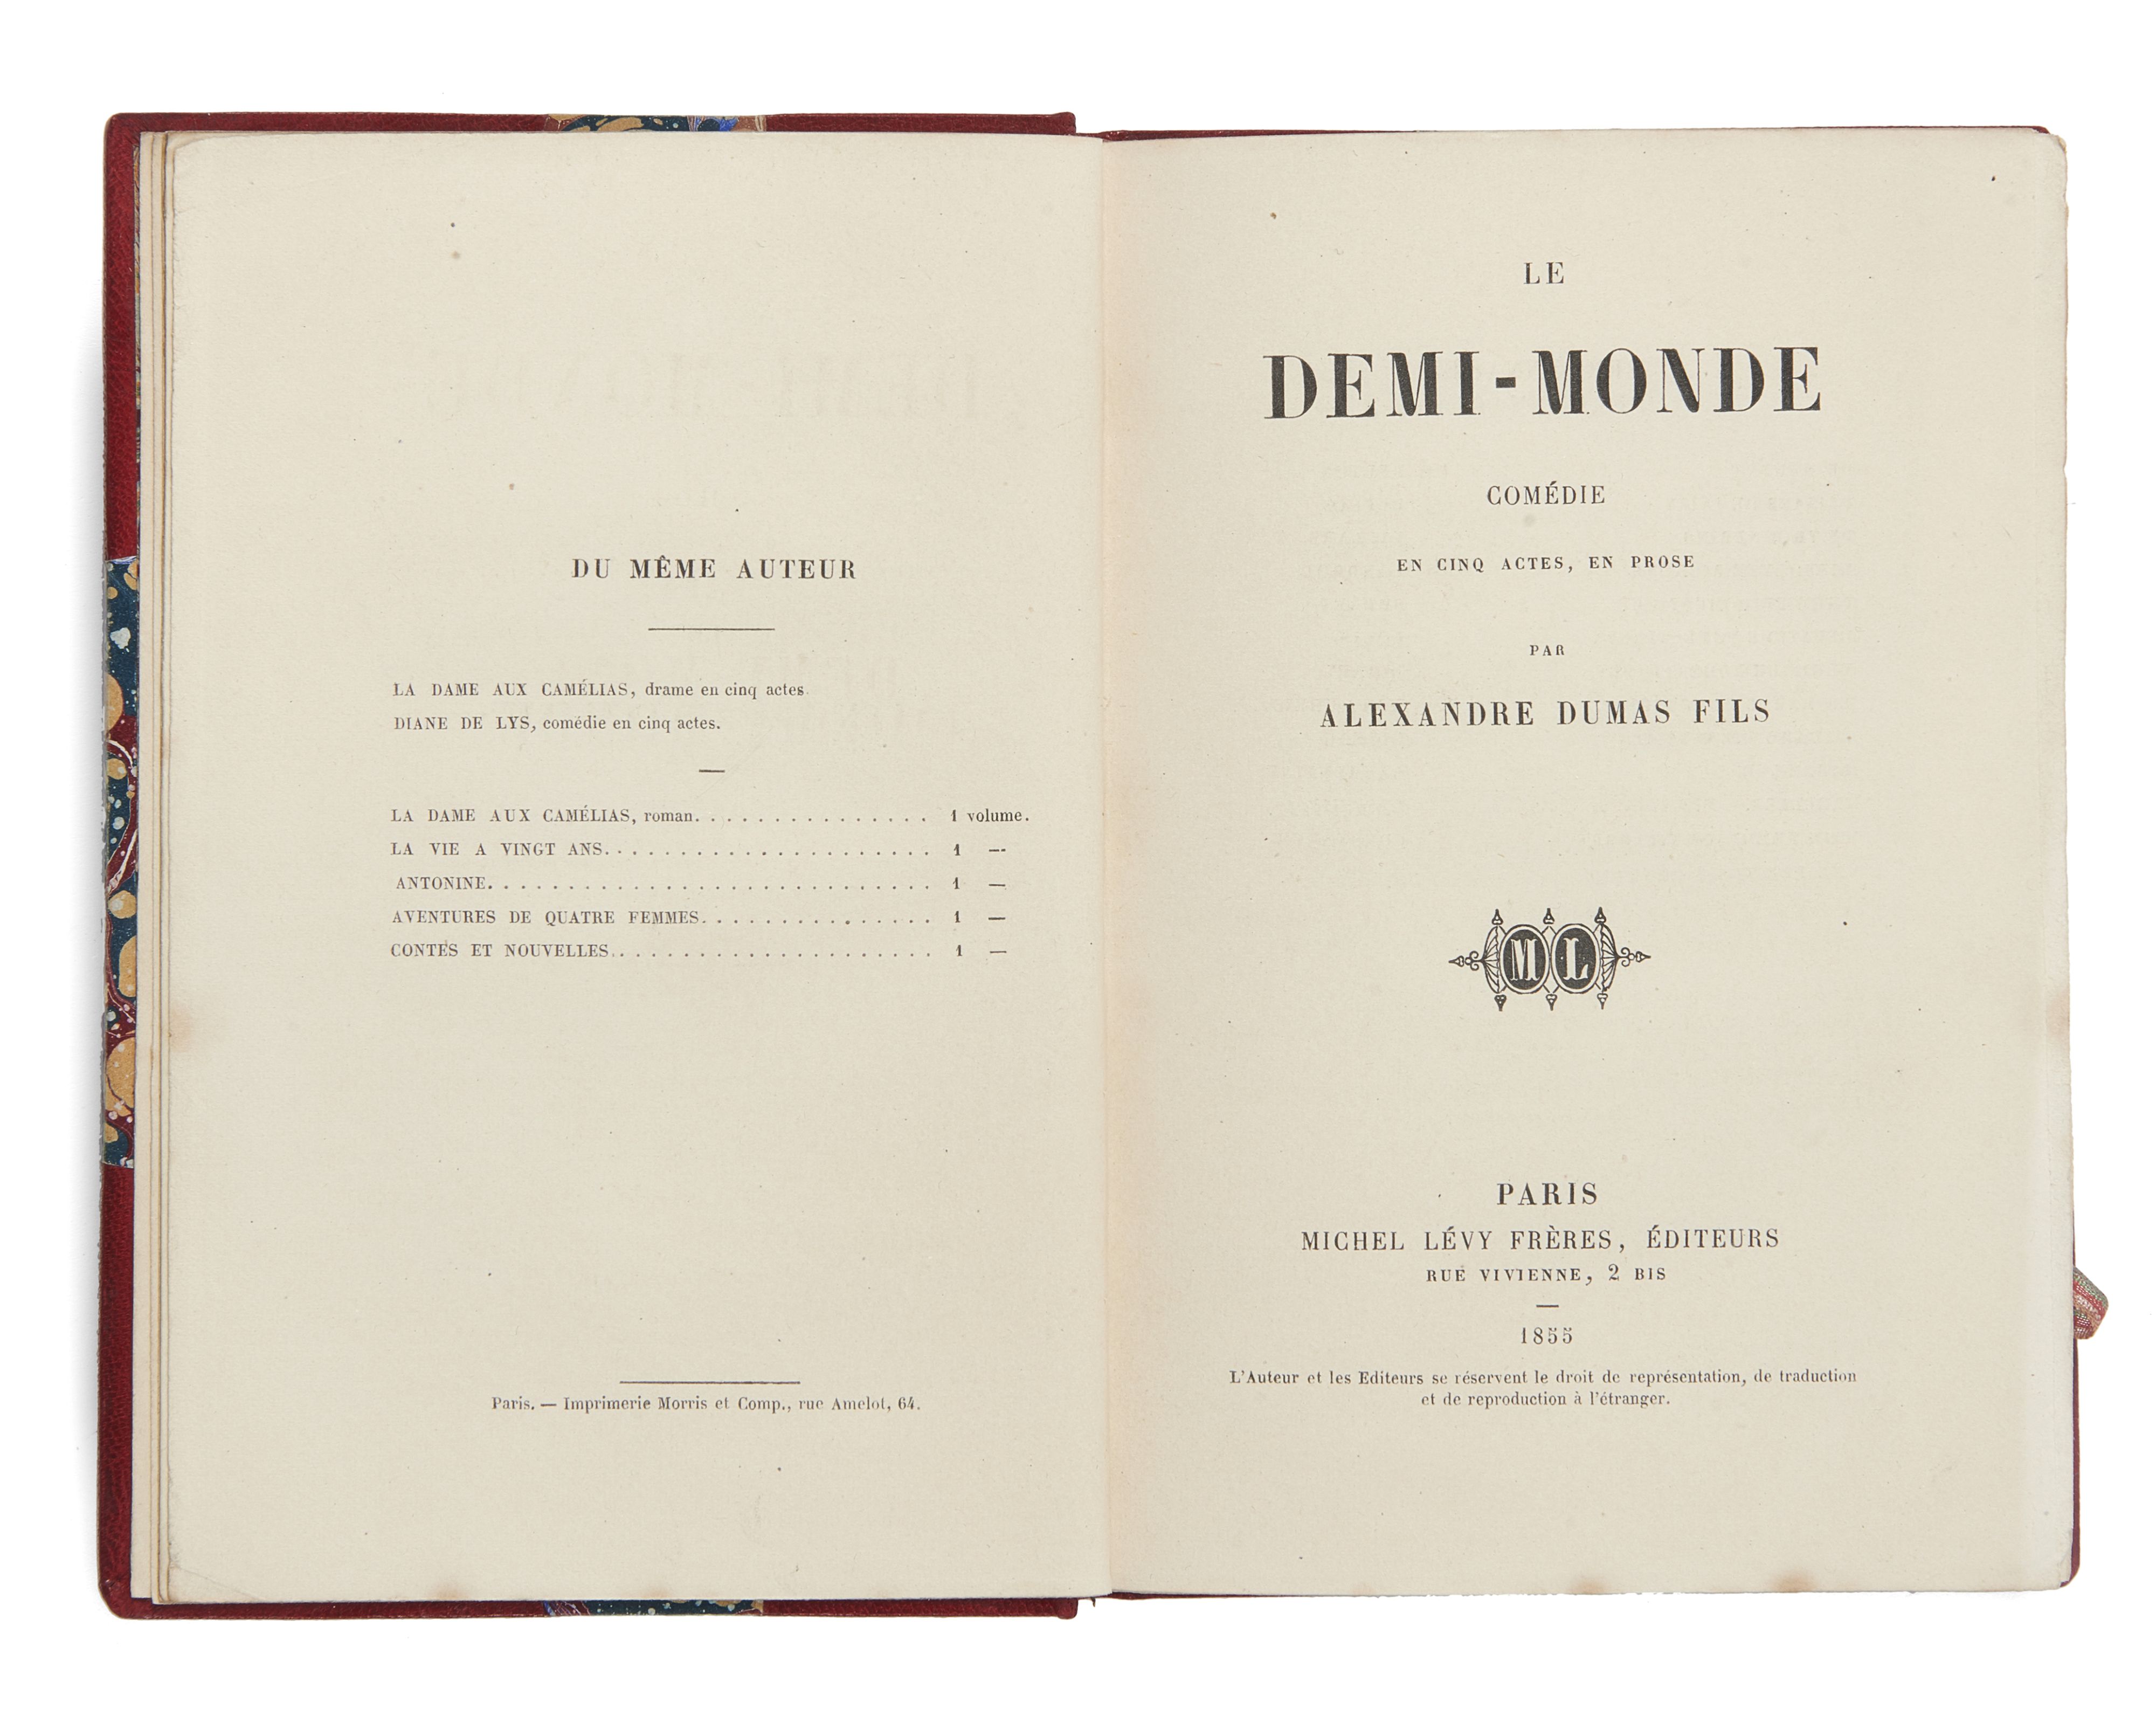 DU MÊME AUTEUR
LA DAME AUX CAMÉLIAS, drame en cinq actes.
DIANE DE LYS, comédie en cinq actes.
—
LA DAME AUX CAMÉLIAS, roman. . . . . . . . . . . . . . . 1 volume.
LA VIE A VINGT ANS. . . . . . . . . . . . . . . . . . . . . 1 —
ANTONINE. . . . . . . . . . . . . . . . . . . . . . . . . . . . 1 —
AVENTURES DE QUATRE FEMMES. . . . . . . . . . . . . . . 1 —
CONTES ET NOUVELLES. . . . . . . . . . . . . . . . . . . . . 1 —
Paris. — Imprimerie Morris et Comp., rue Amelot, 64.
LE
DEMI-MONDE
COMÉDIE
EN CINQ ACTES, EN PROSE
PAR
ALEXANDRE DUMAS FILS
ML
PARIS
MICHEL LÉVY FRÈRES, ÉDITEURS
RUE VIVIENNE, 2 BIS
—
1855
L'Auteur et les Editeurs se réservent le droit de représentation, de traduction
et de reproduction à l'étranger.